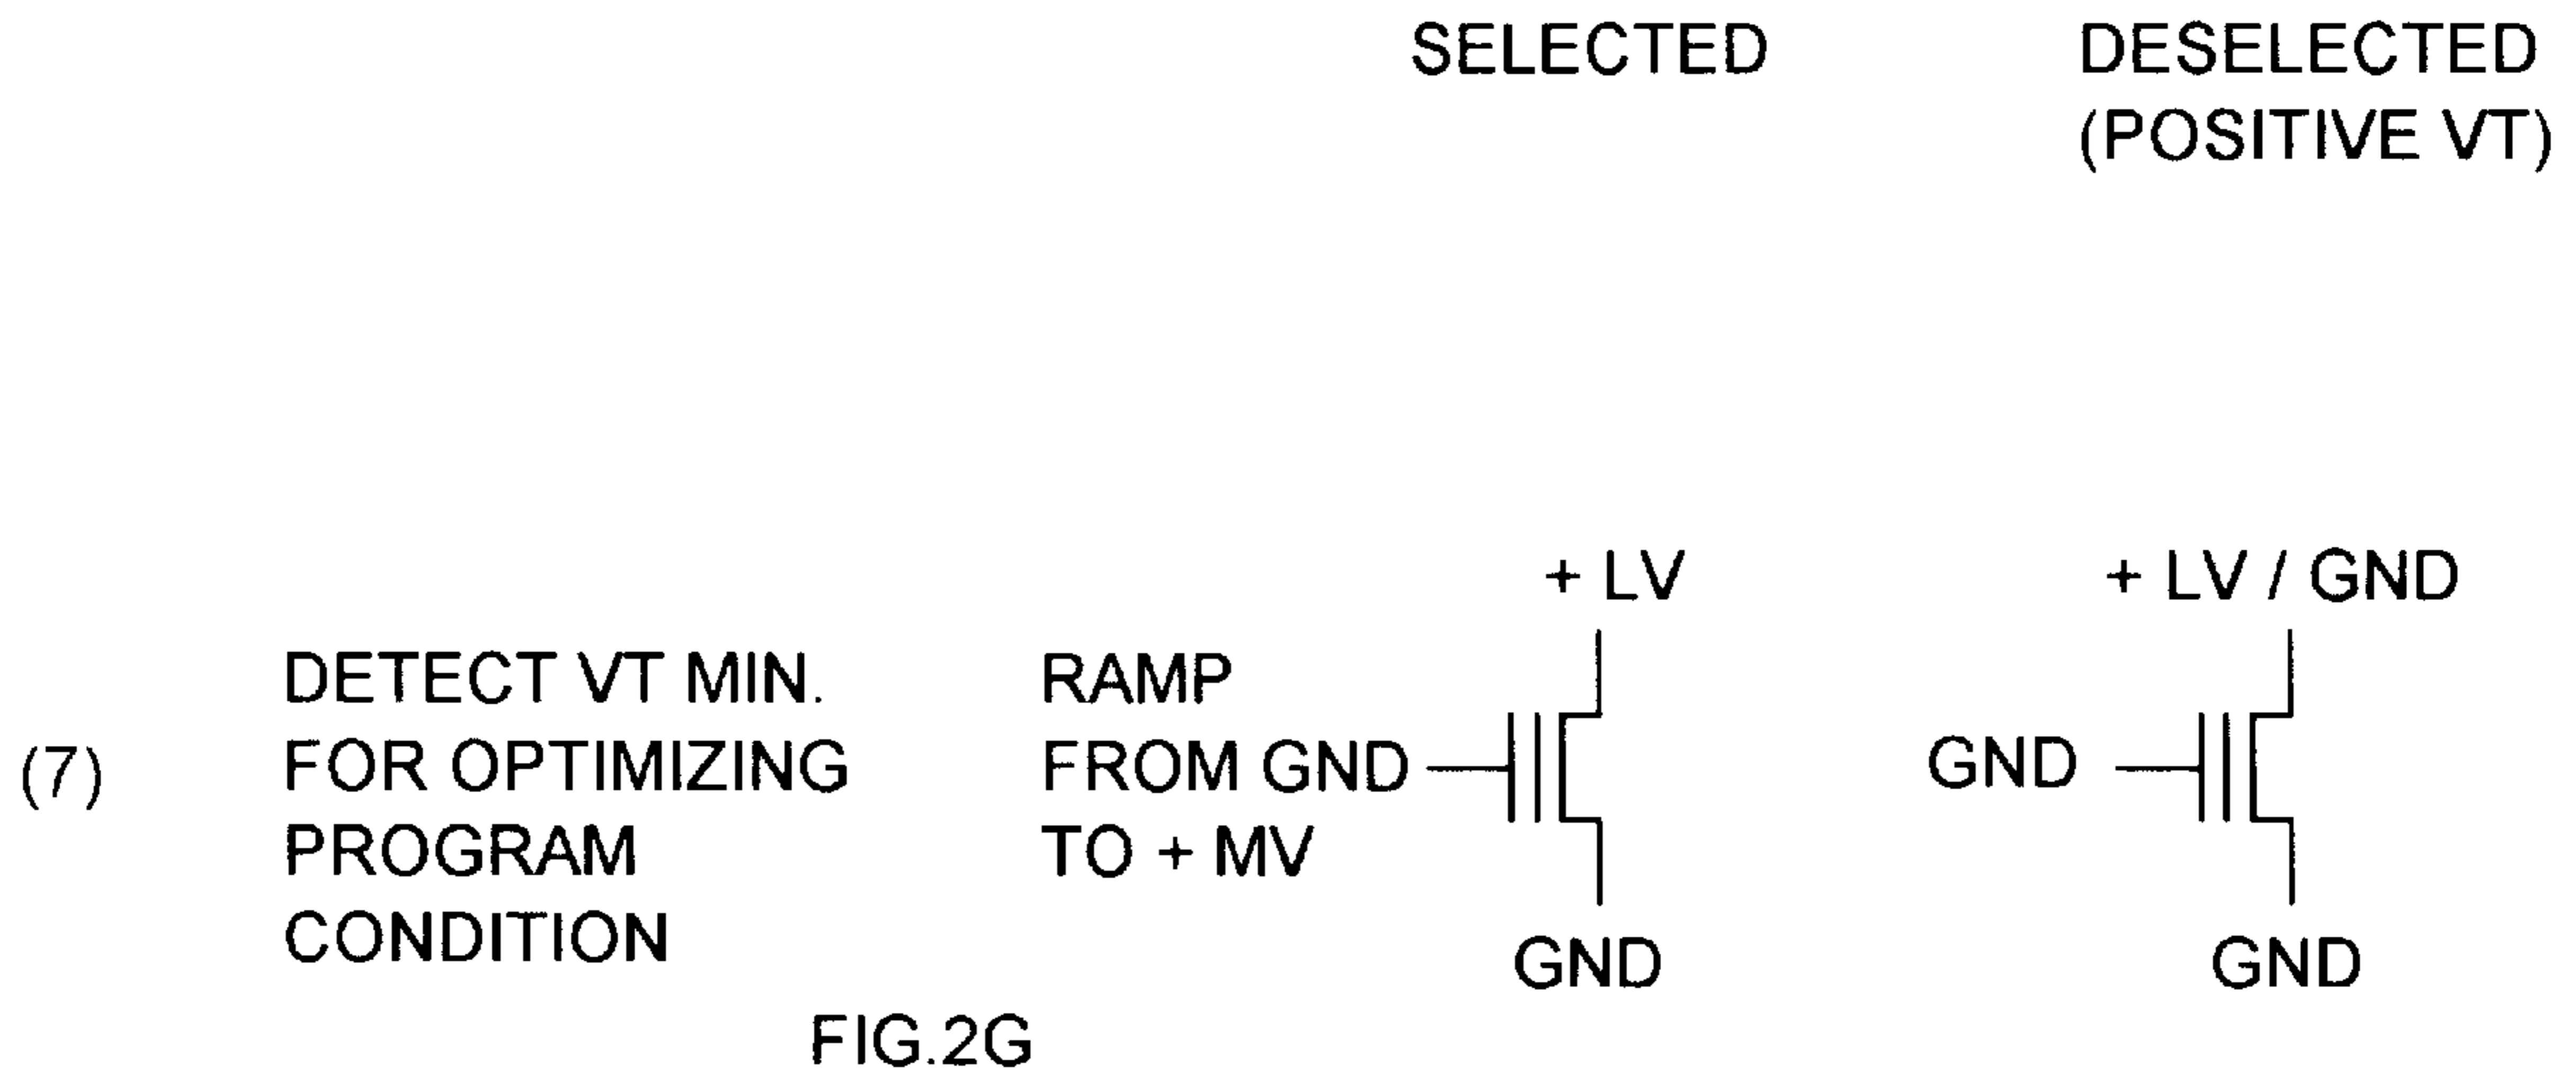 SELECTED
DESELECTED
(POSITIVE VT)
(7)
DETECT VT MIN.
FOR OPTIMIZING
PROGRAM
CONDITION
RAMP
FROM GND
TO + MV
+ LV
GND
+ LV / GND
GND
GND
FIG.2G